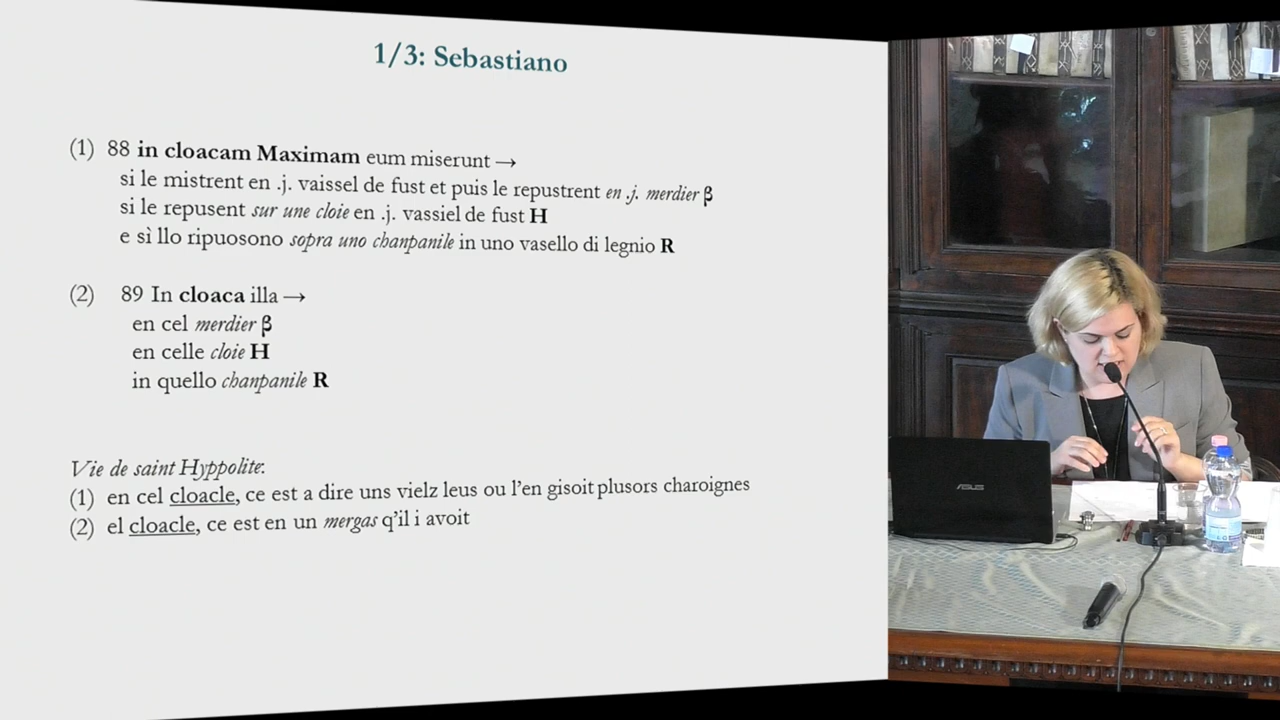 1/3: Sebastiano
(1) 88 in cloacam Maximam eum miserunt →
si le mistrent en .j. vaissel de fust et puis le repustrent en .j. merdier β
si le repusent sur une cloie en .j. vassiel de fust H
e sì llo ripuosono sopra uno chanpanile in uno vasello di legnio R
(2) 89 In cloaca illa →
en cel merdier β
en celle cloie H
in quello chanpanile R
Vie de saint Hyppolite:
(1) en cel cloacle, ce est a dire uns vielz leus ou l'en gisoit plusors charoignes
(2) el cloacle, ce est en un mergas q'il i avoit
ASUS